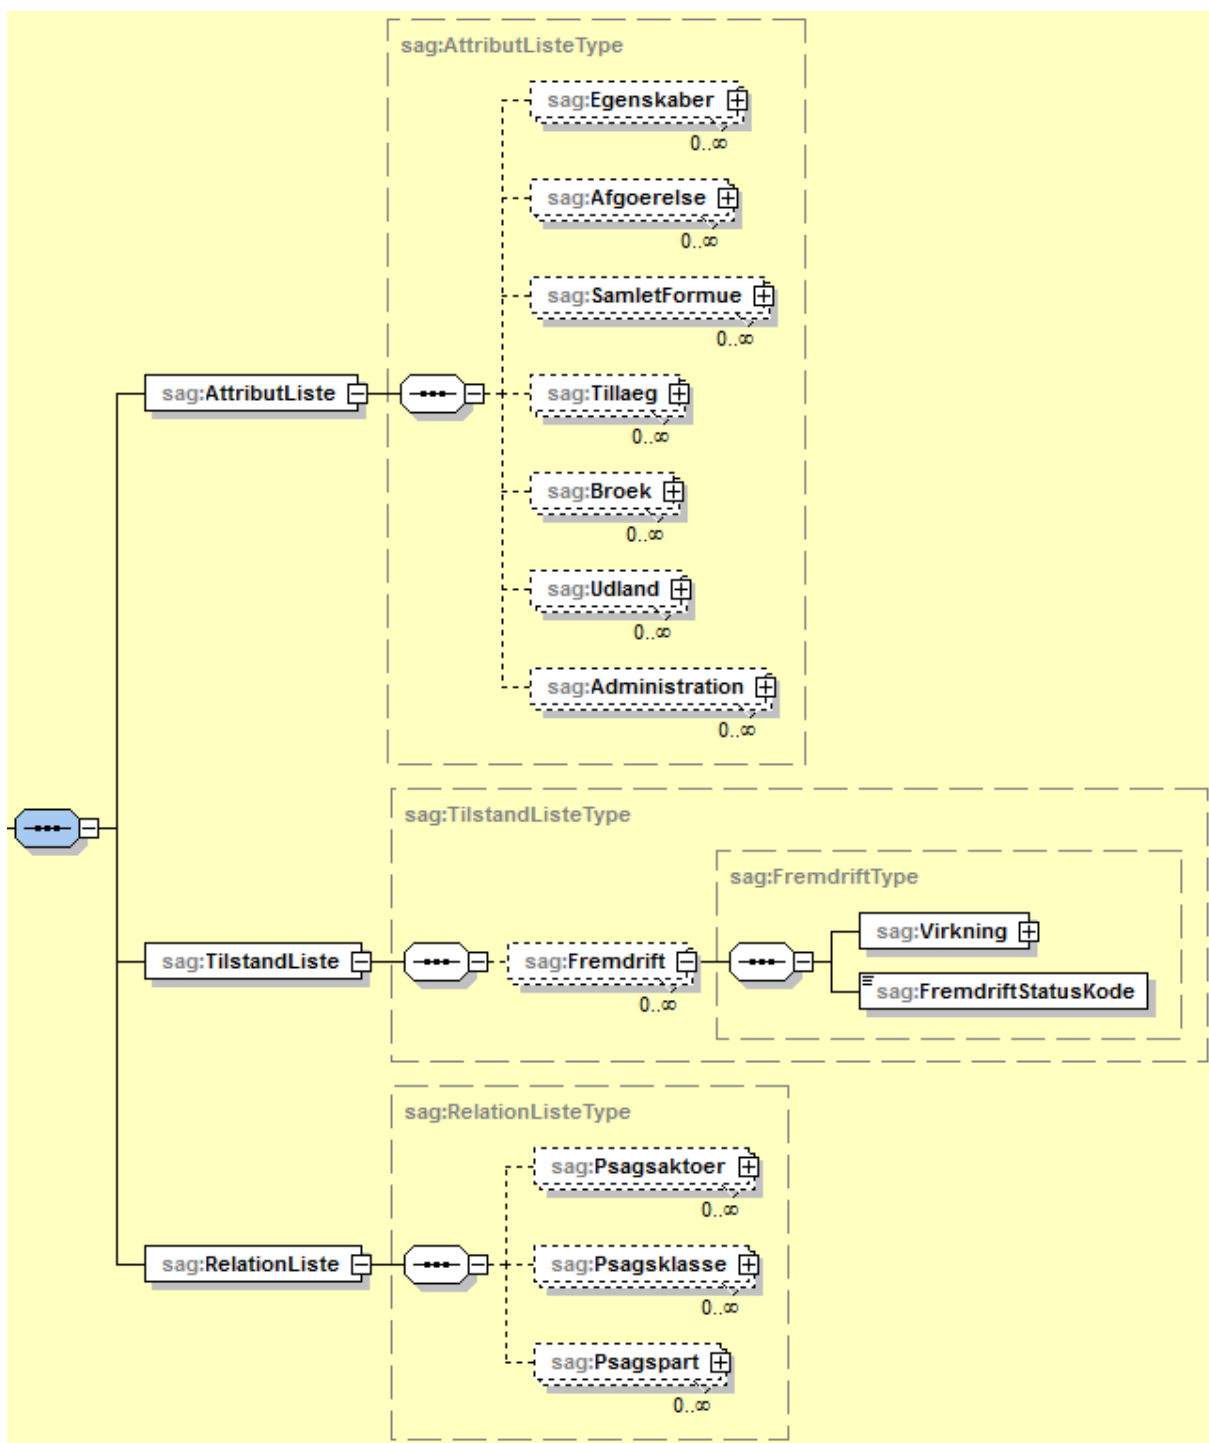 sag:AttributListeType
sag:Egenskaber
0..∞
sag:Afgoerelse
0..∞
sag:SamletFormue
0..∞
sag:AttributListe
sag:Tillaeg
0..∞
sag:Broek
0..∞
sag:Udland
0..∞
sag:Administration
0..∞
sag:TilstandListeType
sag:FremdriftType
sag:Virkning
sag:TilstandListe
sag:Fremdrift
0..∞
sag:FremdriftStatusKode
sag:RelationListeType
sag:Psagsaktoer
0..∞
sag:RelationListe
sag:Psagsklasse
0..∞
sag:Psagspart
0..∞